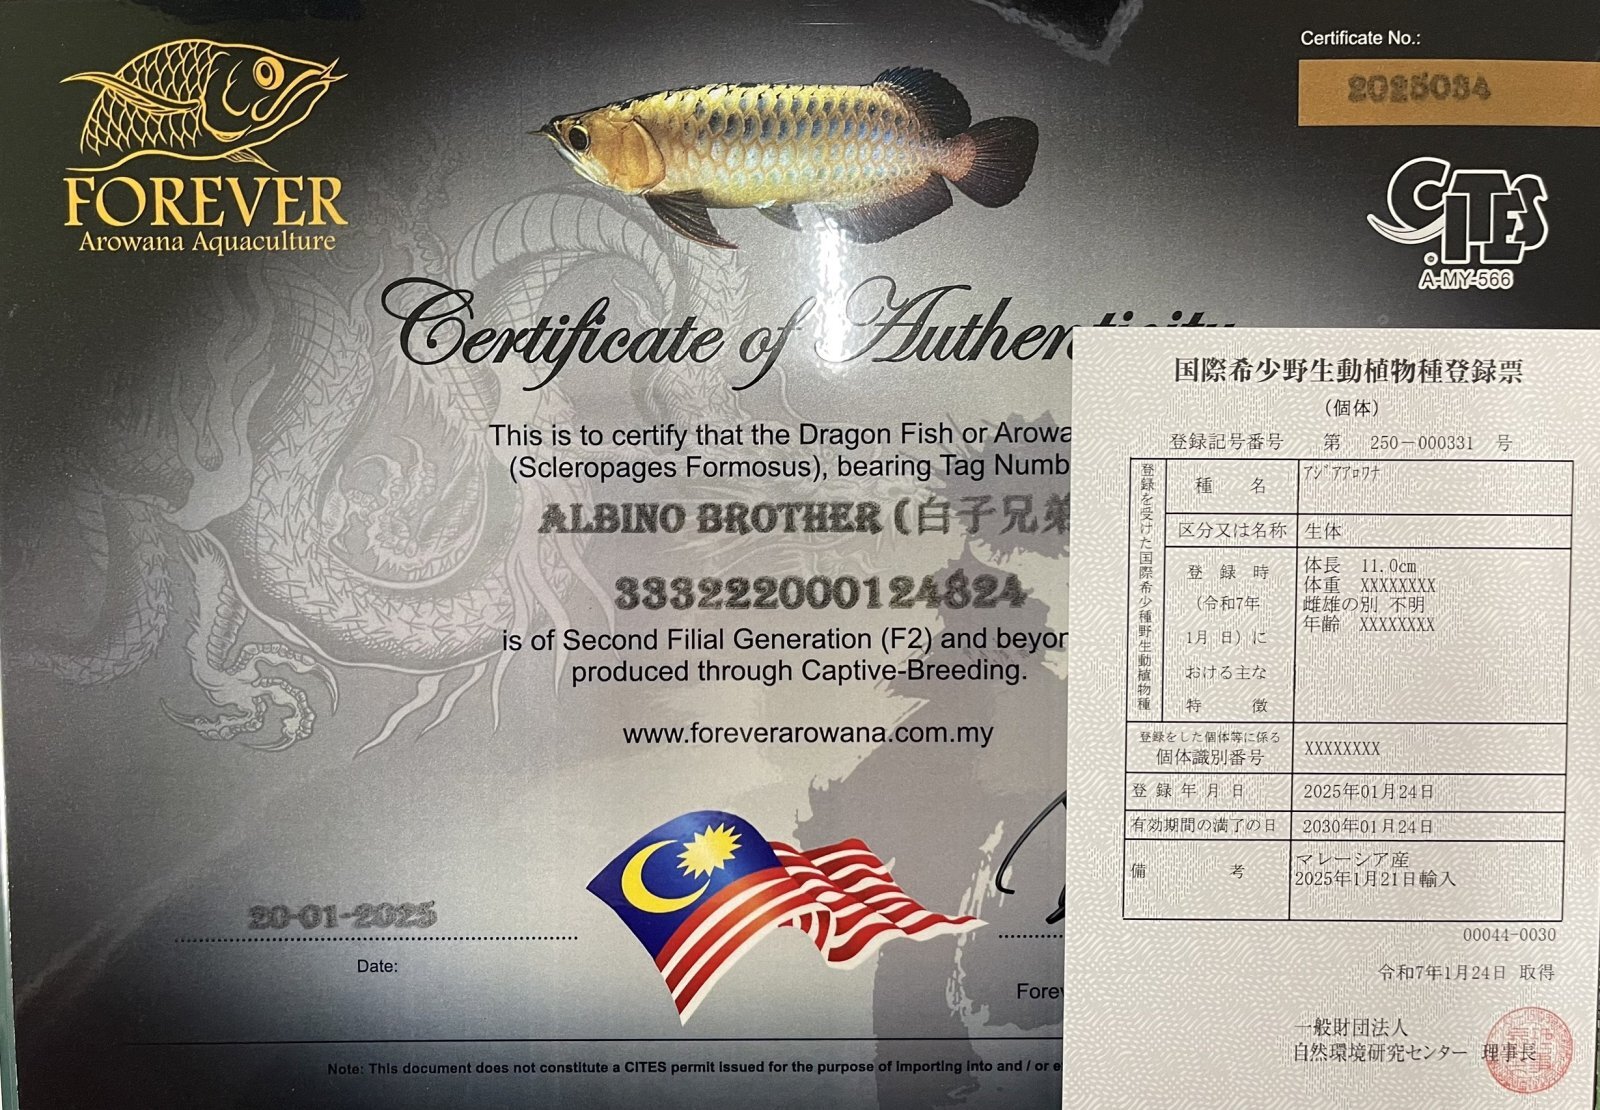 FOREVER
Arowana Aquaculture
Certificate No.:
2025034
CITES
A-MY-566
Certificate of Authenticity
This is to certify that the Dragon Fish or Arowa
(Scleropages Formosus), bearing Tag Numb
ALBINO BROTHER (白子兄弟
333222000124824
is of Second Filial Generation (F2) and beyon
produced through Captive-Breeding.
www.foreverarowana.com.my
20-01-2025
Date:
Forev
Note: This document does not constitute a CITES permit issued for the purpose of importing into and / or e
国際希少野生動植物種登録票
(個体)
登録記号番号 第 250-000331 号
登録を受けた国際希少種野生動植物種
種 名 アジアアロワナ
区分又は名称 生体
登録時
(令和7年
1月 日)に
おける主な
特 徴
体長 11.0cm
体重 XXXXXXXX
雌雄の別 不明
年齢 XXXXXXXX
登録をした個体等に係る
個体識別番号 XXXXXXXX
登録年月日 2025年01月24日
有効期間の満了の日 2030年01月24日
備 考 マレーシア産
2025年1月21日輸入
00044-0030
令和7年1月24日 取得
一般財団法人
自然環境研究センター 理事長